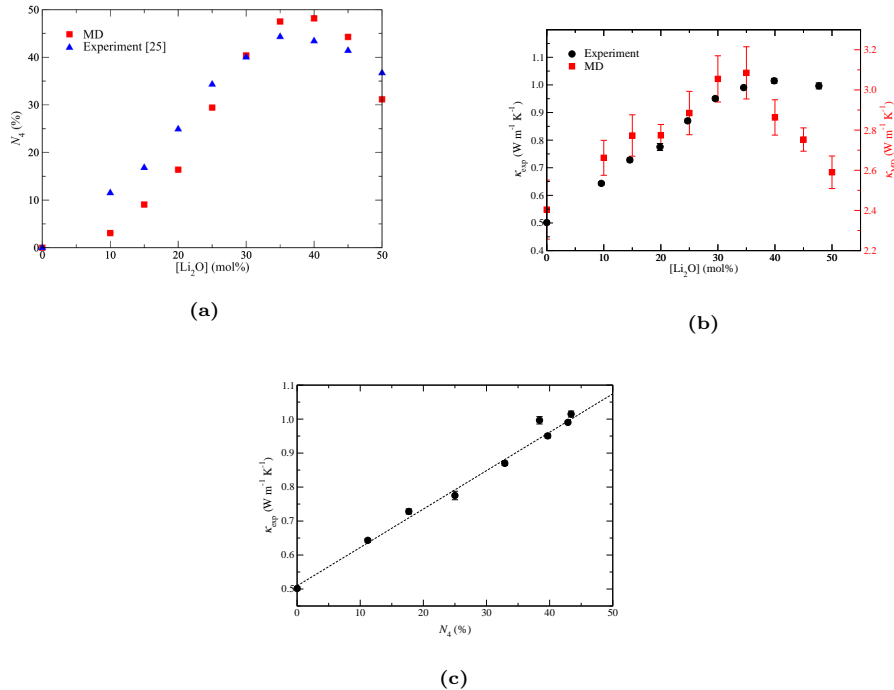 50
40
30
20
10
0
N₄ (%)
MD
Experiment [25]
0 10 20 30 40 50
[Li₂O] (mol%)
(a)
1.1
1.0
0.9
0.8
0.7
0.6
0.5
0.4
κexp (W m⁻¹ K⁻¹)
Experiment
MD
3.2
3.0
2.8
2.6
2.4
2.2
κMD (W m⁻¹ K⁻¹)
0 10 20 30 40 50
[Li₂O] (mol%)
(b)
1.1
1.0
0.9
0.8
0.7
0.6
0.5
κexp (W m⁻¹ K⁻¹)
0 10 20 30 40 50
N₄ (%)
(c)